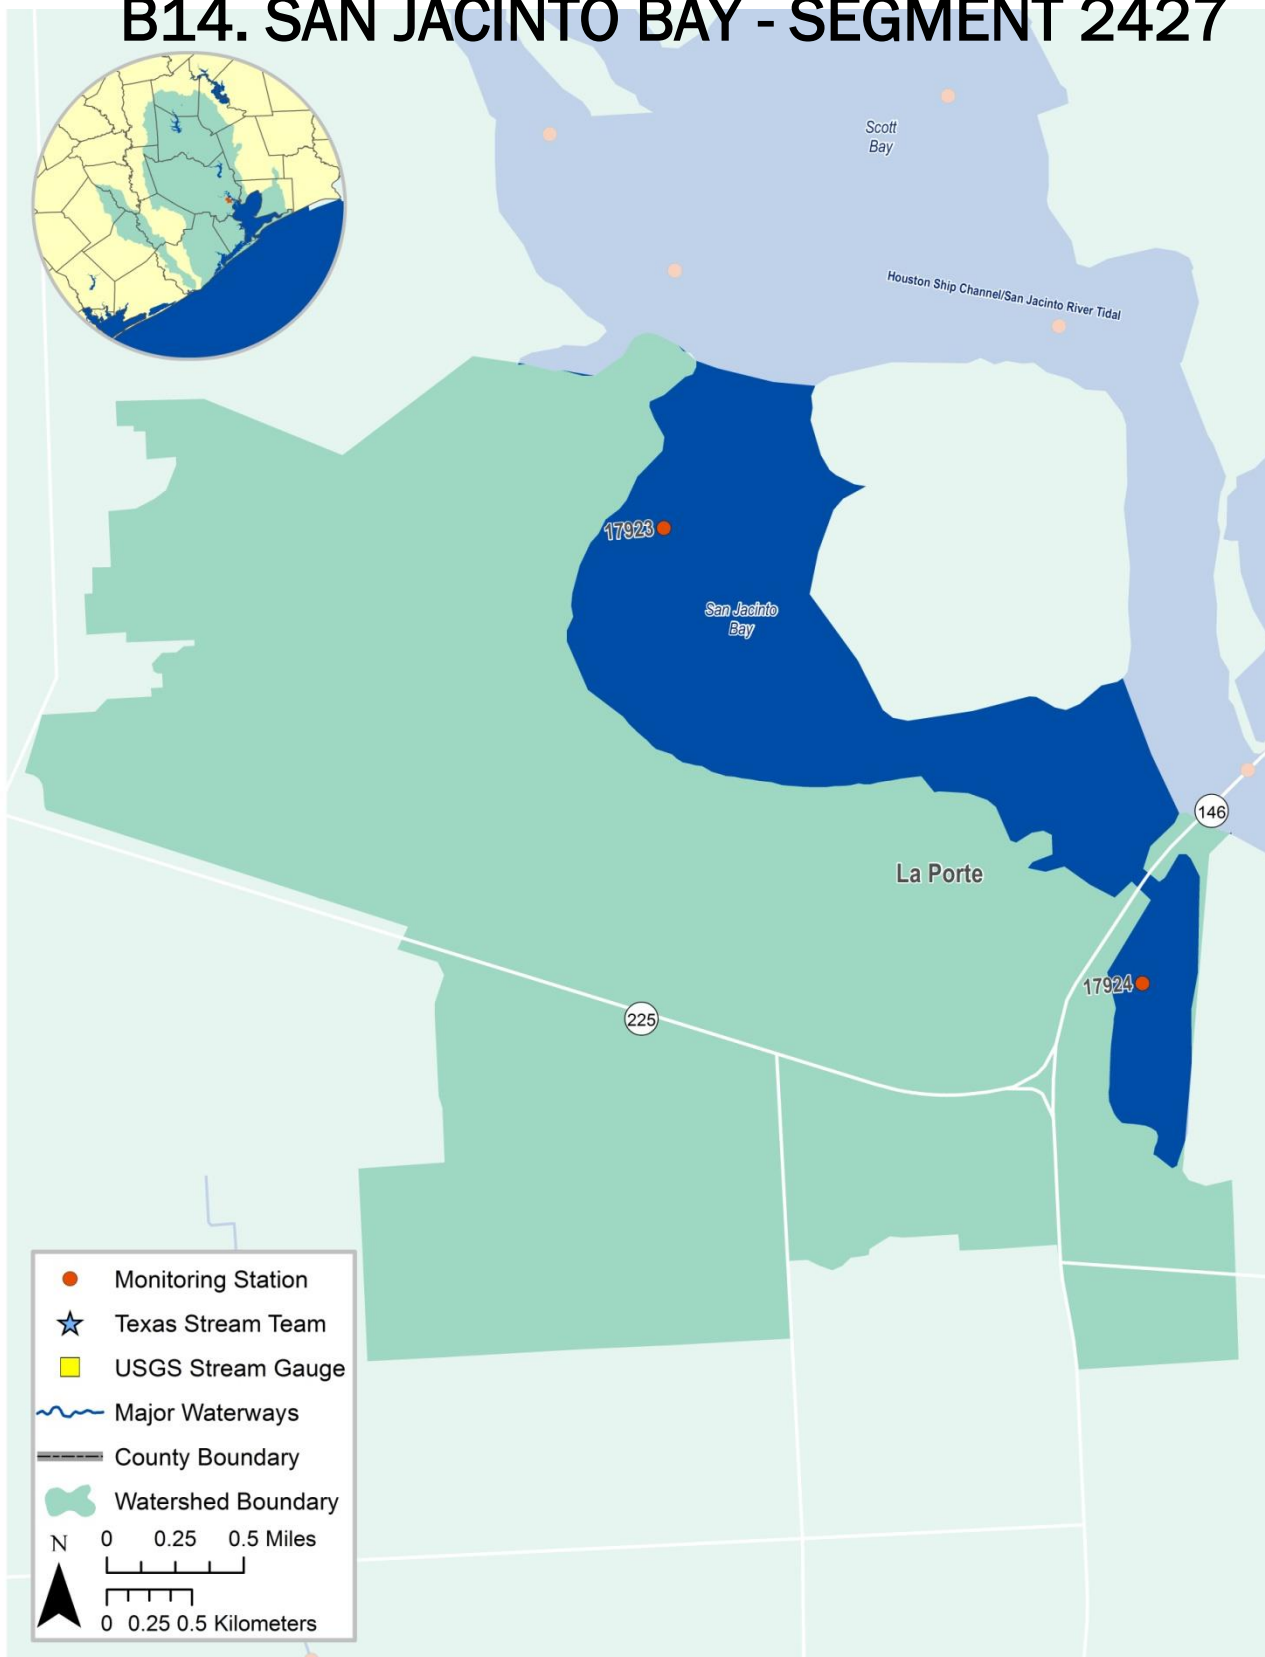 B14. SAN JACINTO BAY - SEGMENT 2427
Scott
Bay
Houston Ship Channel/San Jacinto River Tidal
17923
San Jacinto
Bay
146
La Porte
17924
225
Monitoring Station
Texas Stream Team
USGS Stream Gauge
Major Waterways
County Boundary
Watershed Boundary
N
0 0.25 0.5 Miles
0 0.25 0.5 Kilometers